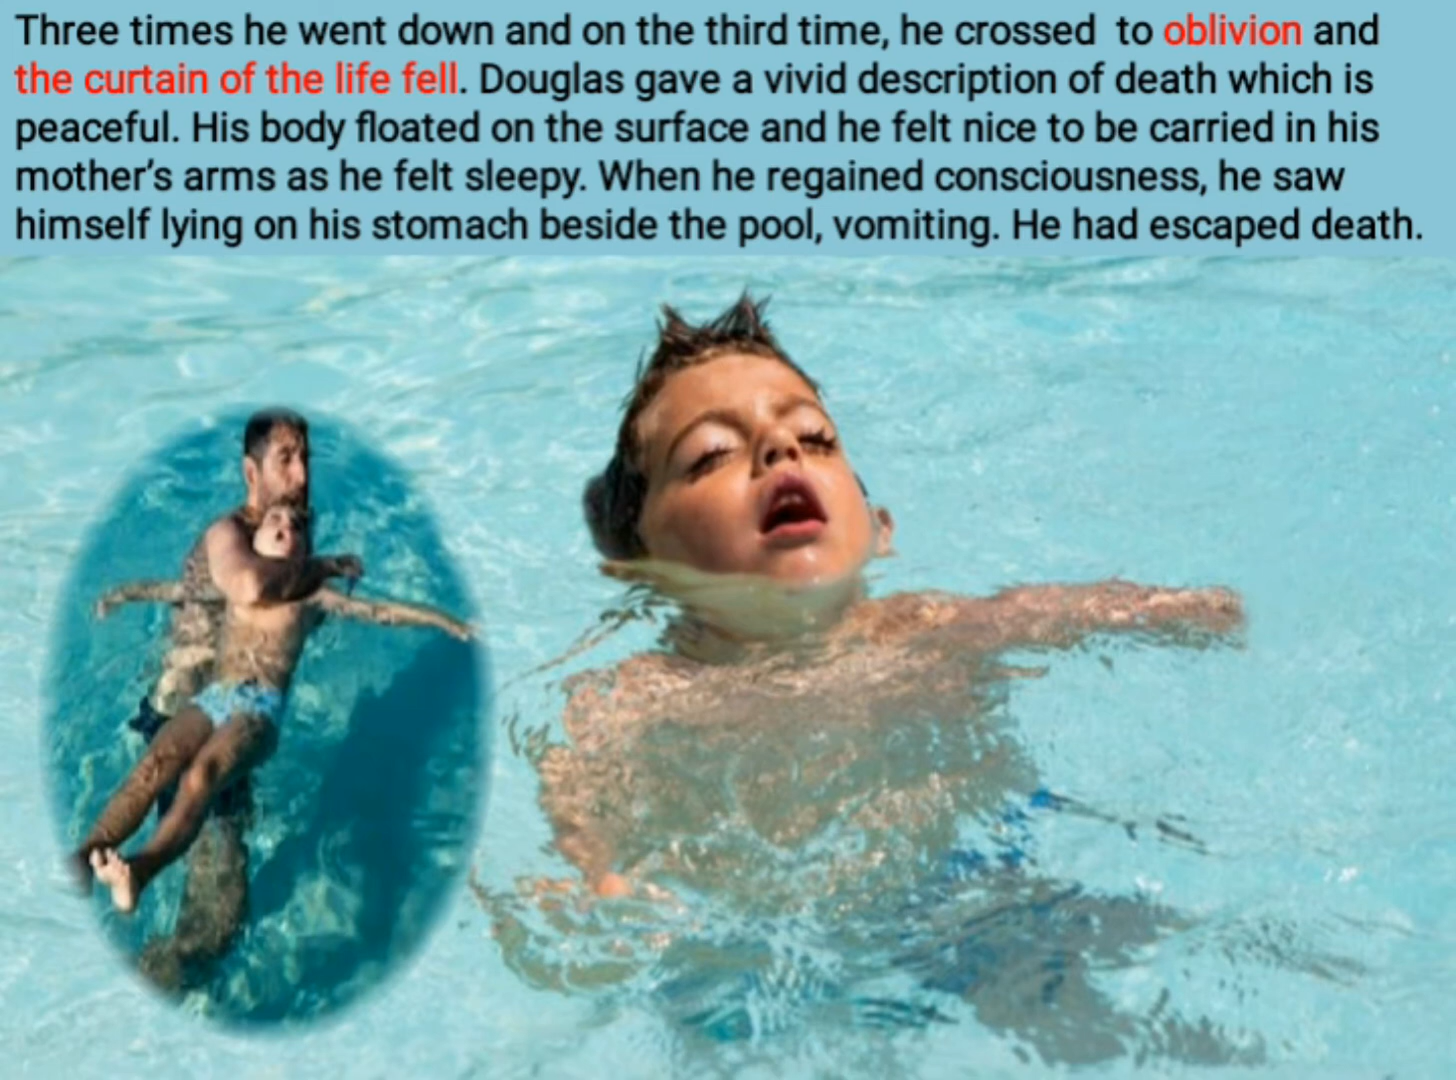 Three times he went down and on the third time, he crossed  to oblivion and
the curtain of the life fell. Douglas gave a vivid description of death which is
peaceful. His body floated on the surface and he felt nice to be carried in his
mother’s arms as he felt sleepy. When he regained consciousness, he saw
himself lying on his stomach beside the pool, vomiting. He had escaped death.